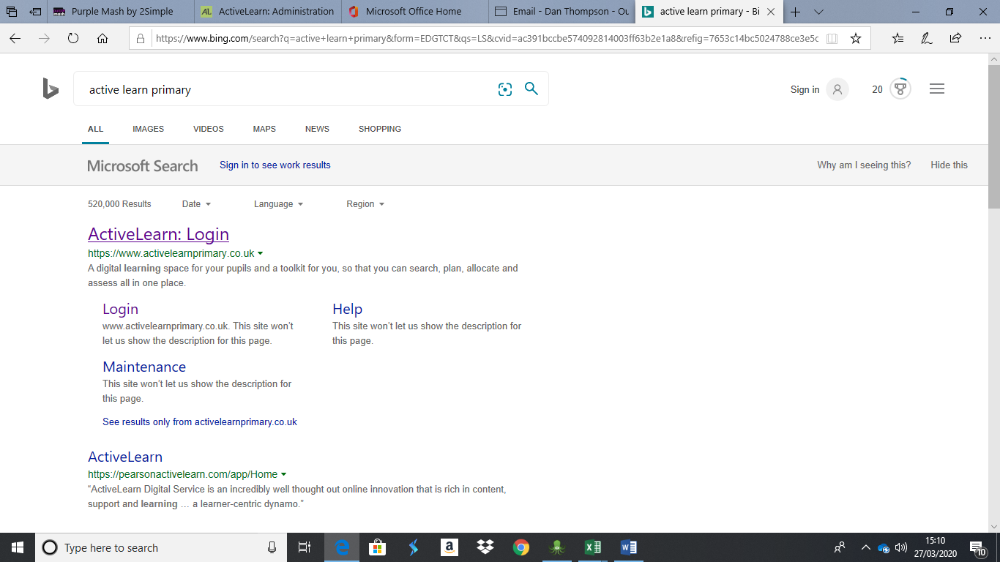 Purple Mash by 2Simple
ActiveLearn: Administration
Microsoft Office Home
Email - Dan Thompson - Ou
active learn primary - Bi
https://www.bing.com/search?q=active+learn+primary&form=EDGTCT&qs=LS&cvid=ac391bccbe574092814003ff63b2e1a8&refig=7653c14bc5024788ce3e5c
active learn primary
Sign in
20
ALL IMAGES VIDEOS MAPS NEWS SHOPPING
Microsoft Search Sign in to see work results Why am I seeing this? Hide this
520,000 Results Date Language Region
ActiveLearn: Login
https://www.activelearnprimary.co.uk
A digital learning space for your pupils and a toolkit for you, so that you can search, plan, allocate and
assess all in one place.
Login
www.activelearnprimary.co.uk. This site won't
let us show the description for this page.
Help
This site won't let us show the description for
this page.
Maintenance
This site won't let us show the description for
this page.
See results only from activelearnprimary.co.uk
ActiveLearn
https://pearsonactivelearn.com/app/Home
“ActiveLearn Digital Service is an incredibly well thought out online innovation that is rich in content,
support and learning … a learner-centric dynamo.”
Type here to search
15:10
27/03/2020
10